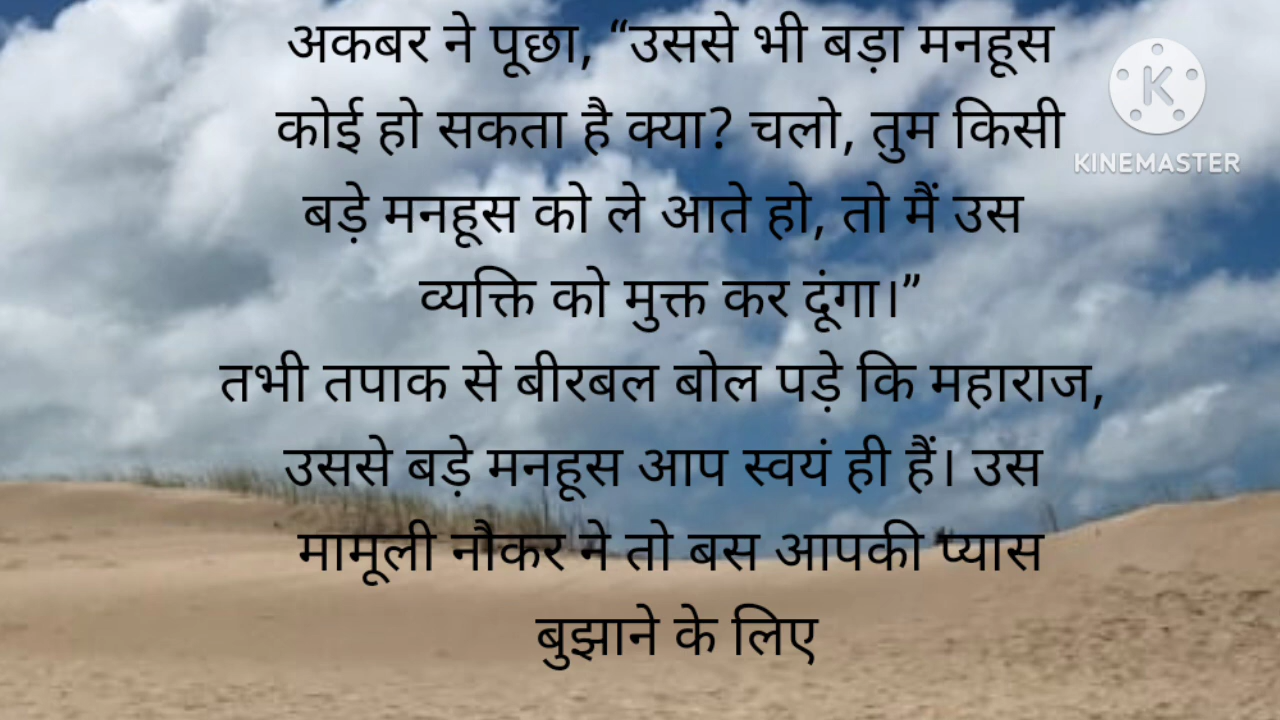 अकबर ने पूछा, “उससे भी बड़ा मनहूस
कोई हो सकता है क्या? चलो, तुम किसी
बड़े मनहूस को ले आते हो, तो मैं उस
व्यक्ति को मुक्त कर दूंगा।”
तभी तपाक से बीरबल बोल पड़े कि महाराज,
उससे बड़े मनहूस आप स्वयं ही हैं। उस
मामूली नौकर ने तो बस आपकी प्यास
बुझाने के लिए
K
KINEMASTER